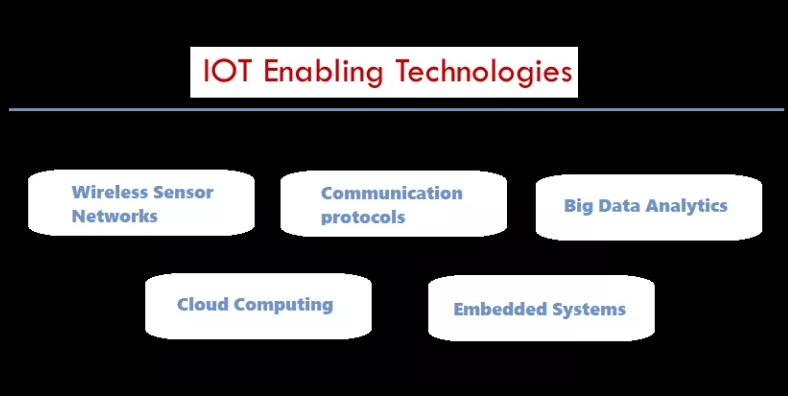 IOT Enabling Technologies
Wireless Sensor
Networks
Communication
protocols
Big Data Analytics
Cloud Computing
Embedded Systems